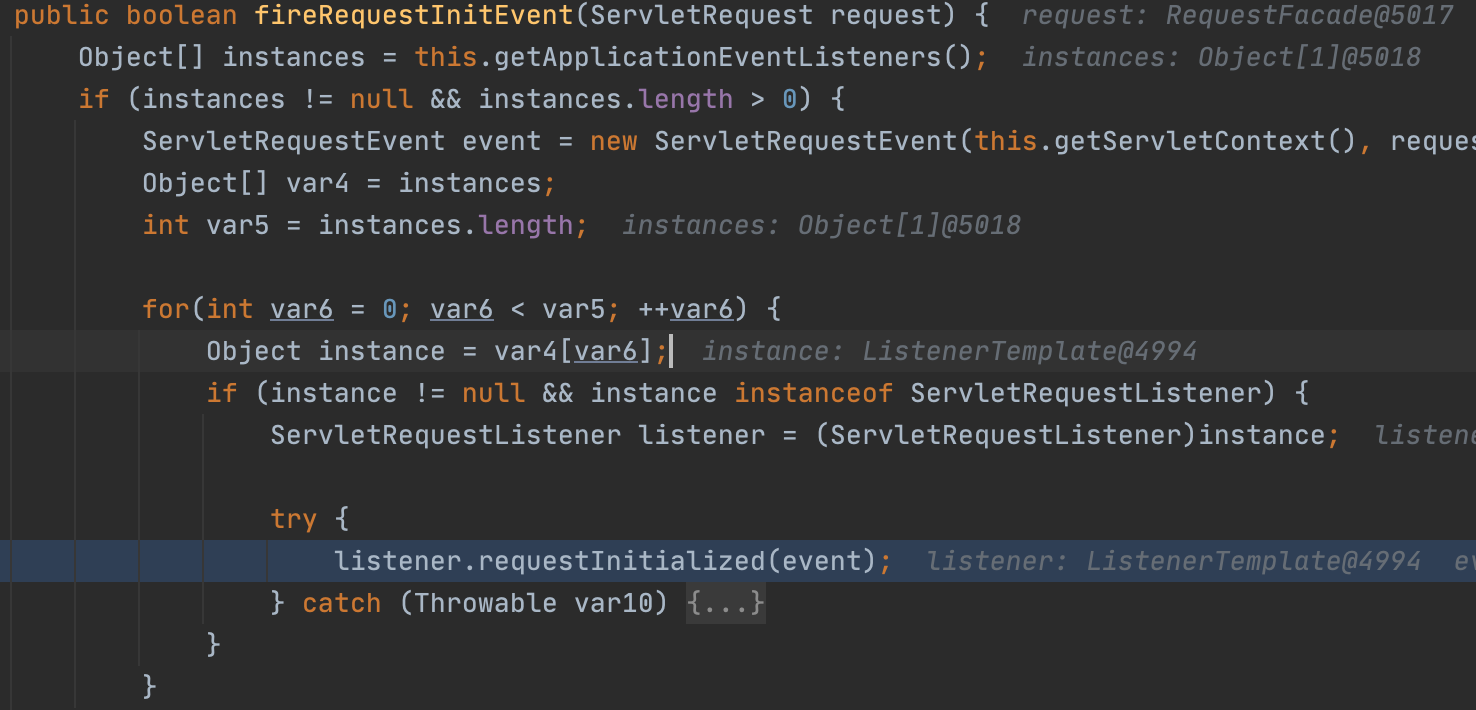 public boolean fireRequestInitEvent(ServletRequest request) {  request: RequestFacade@5017
    Object[] instances = this.getApplicationEventListeners();  instances: Object[1]@5018
    if (instances != null && instances.length > 0) {
        ServletRequestEvent event = new ServletRequestEvent(this.getServletContext(), reques
        Object[] var4 = instances;
        int var5 = instances.length;  instances: Object[1]@5018
        for(int var6 = 0; var6 < var5; ++var6) {
            Object instance = var4[var6];  instance: ListenerTemplate@4994
            if (instance != null && instance instanceof ServletRequestListener) {
                ServletRequestListener listener = (ServletRequestListener)instance;  listene
                try {
                    listener.requestInitialized(event);  listener: ListenerTemplate@4994  ev
                } catch (Throwable var10) {...}
            }
        }